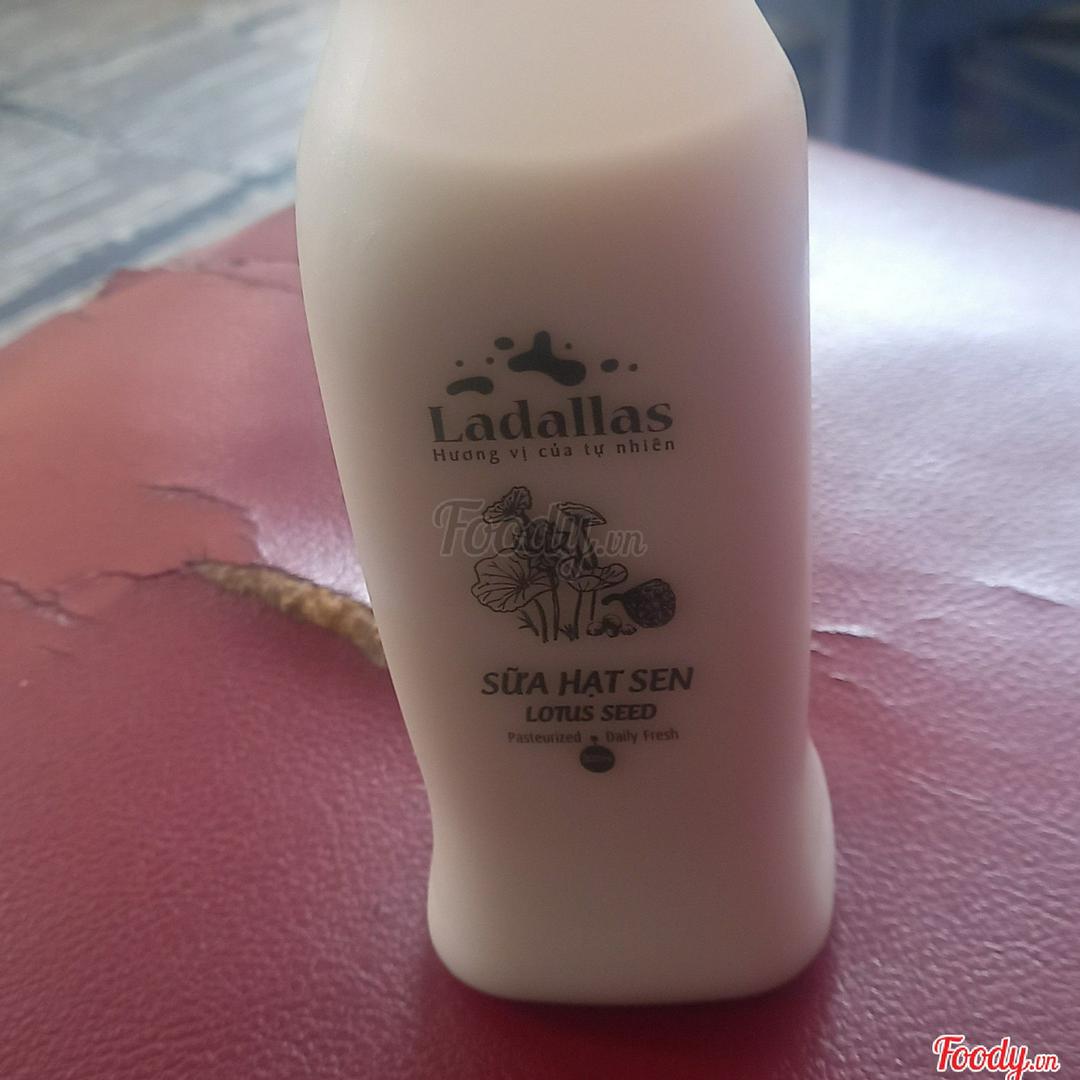 Ladallas
Hương vị của tự nhiên
Foody.vn
SỮA HẠT SEN
LOTUS SEED
Pasteurized Daily Fresh
Foody.vn